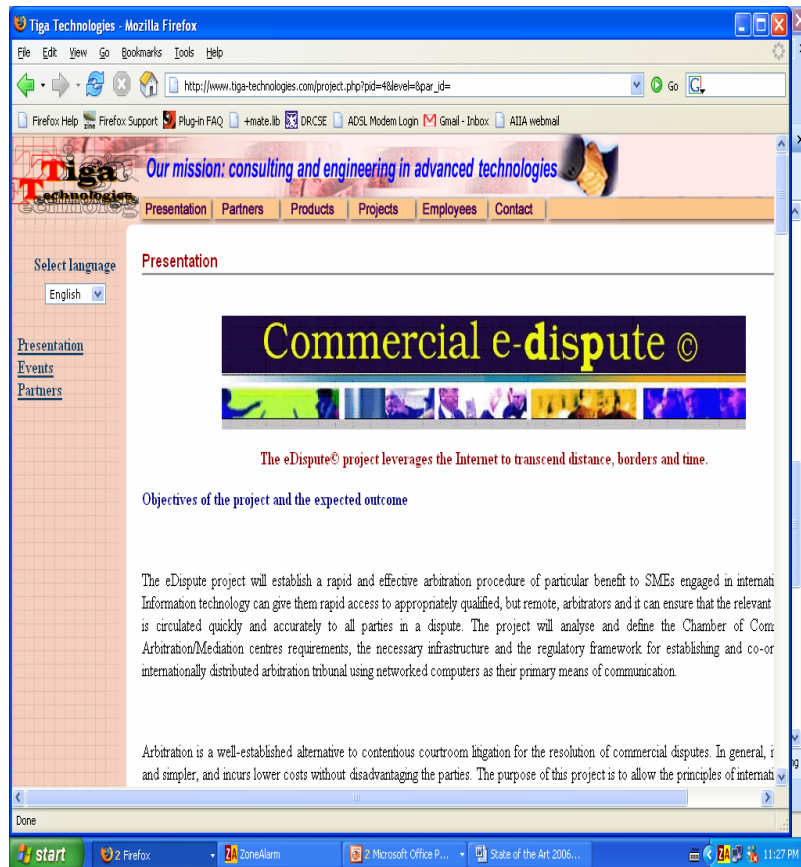 Tiga Technologies - Mozilla Firefox
File Edit View Go Bookmarks Tools Help
http://www.tiga-technologies.com/project.php?pid=4&level=&par_id= Go G
Firefox Help Firefox Support Plug-in FAQ +mate.lib DRCSE ADSL Modem Login Gmail - Inbox AIIA webmail
Tiga
Technologies
Our mission: consulting and engineering in advanced technologies
Presentation Partners Products Projects Employees Contact
Select language
English
Presentation
Events
Partners
Presentation
Commercial e-dispute ©
The eDispute© project leverages the Internet to transcend distance, borders and time.
Objectives of the project and the expected outcome
The eDispute project will establish a rapid and effective arbitration procedure of particular benefit to SMEs engaged in internati
Information technology can give them rapid access to appropriately qualified, but remote, arbitrators and it can ensure that the relevant
is circulated quickly and accurately to all parties in a dispute. The project will analyse and define the Chamber of Com
Arbitration/Mediation centres requirements, the necessary infrastructure and the regulatory framework for establishing and co-or
internationally distributed arbitration tribunal using networked computers as their primary means of communication.
Arbitration is a well-established alternative to contentious courtroom litigation for the resolution of commercial disputes. In general, i
and simpler, and incurs lower costs without disadvantaging the parties. The purpose of this project is to allow the principles of internati
Done
start 2 Firefox ZoneAlarm 2 Microsoft Office P... State of the Art 2006... 11:27 PM